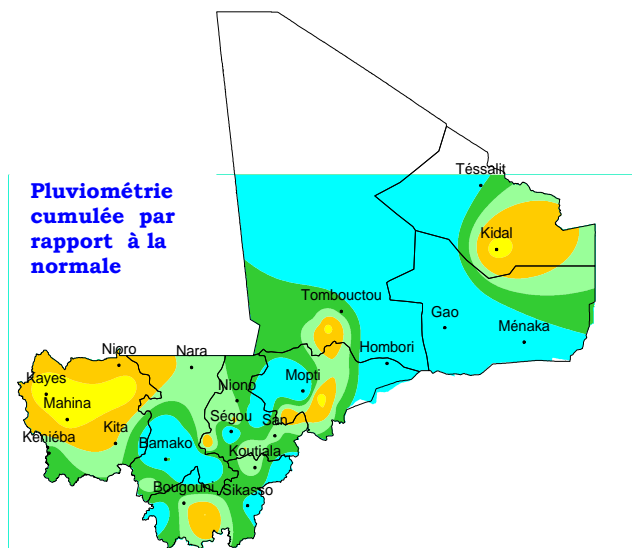 Téssalit
Pluviométrie
cumulée par
rapport à la
normale
Kidal
Tombouctou
Gao
Ménaka
Nioro
Nara
Hombori
Kayes
Niono
Mopti
Mahina
Ségou
San
Kita
Kéniéba
Bamako
Koutiala
Bougouni
Sikasso